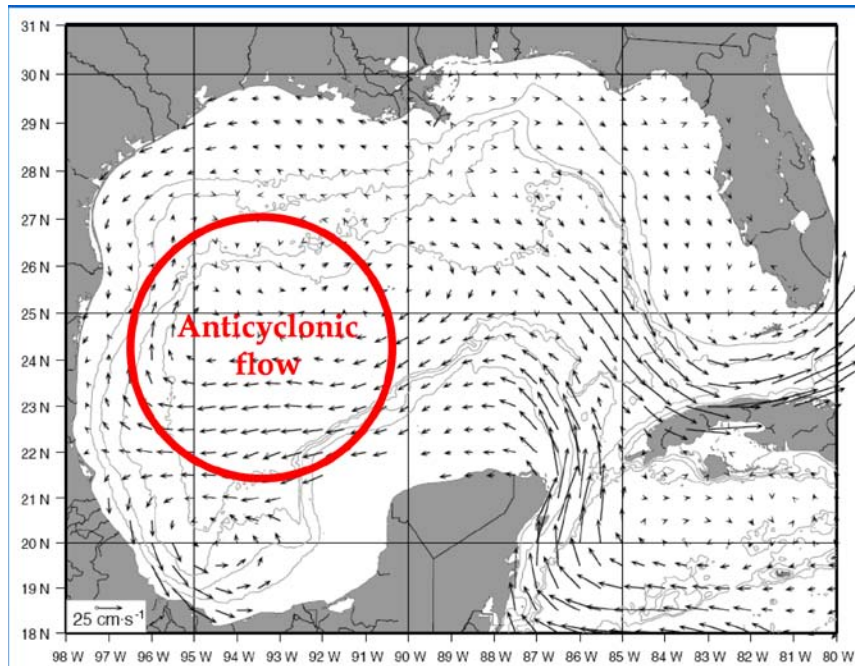 31 N
30 N
29 N
28 N
27 N
26 N
25 N
24 N
23 N
22 N
21 N
20 N
19 N
18 N
Anticyclonic
flow
25 cm·s⁻¹
98 W 97 W 96 W 95 W 94 W 93 W 92 W 91 W 90 W 89 W 88 W 87 W 86 W 85 W 84 W 83 W 82 W 81 W 80 W